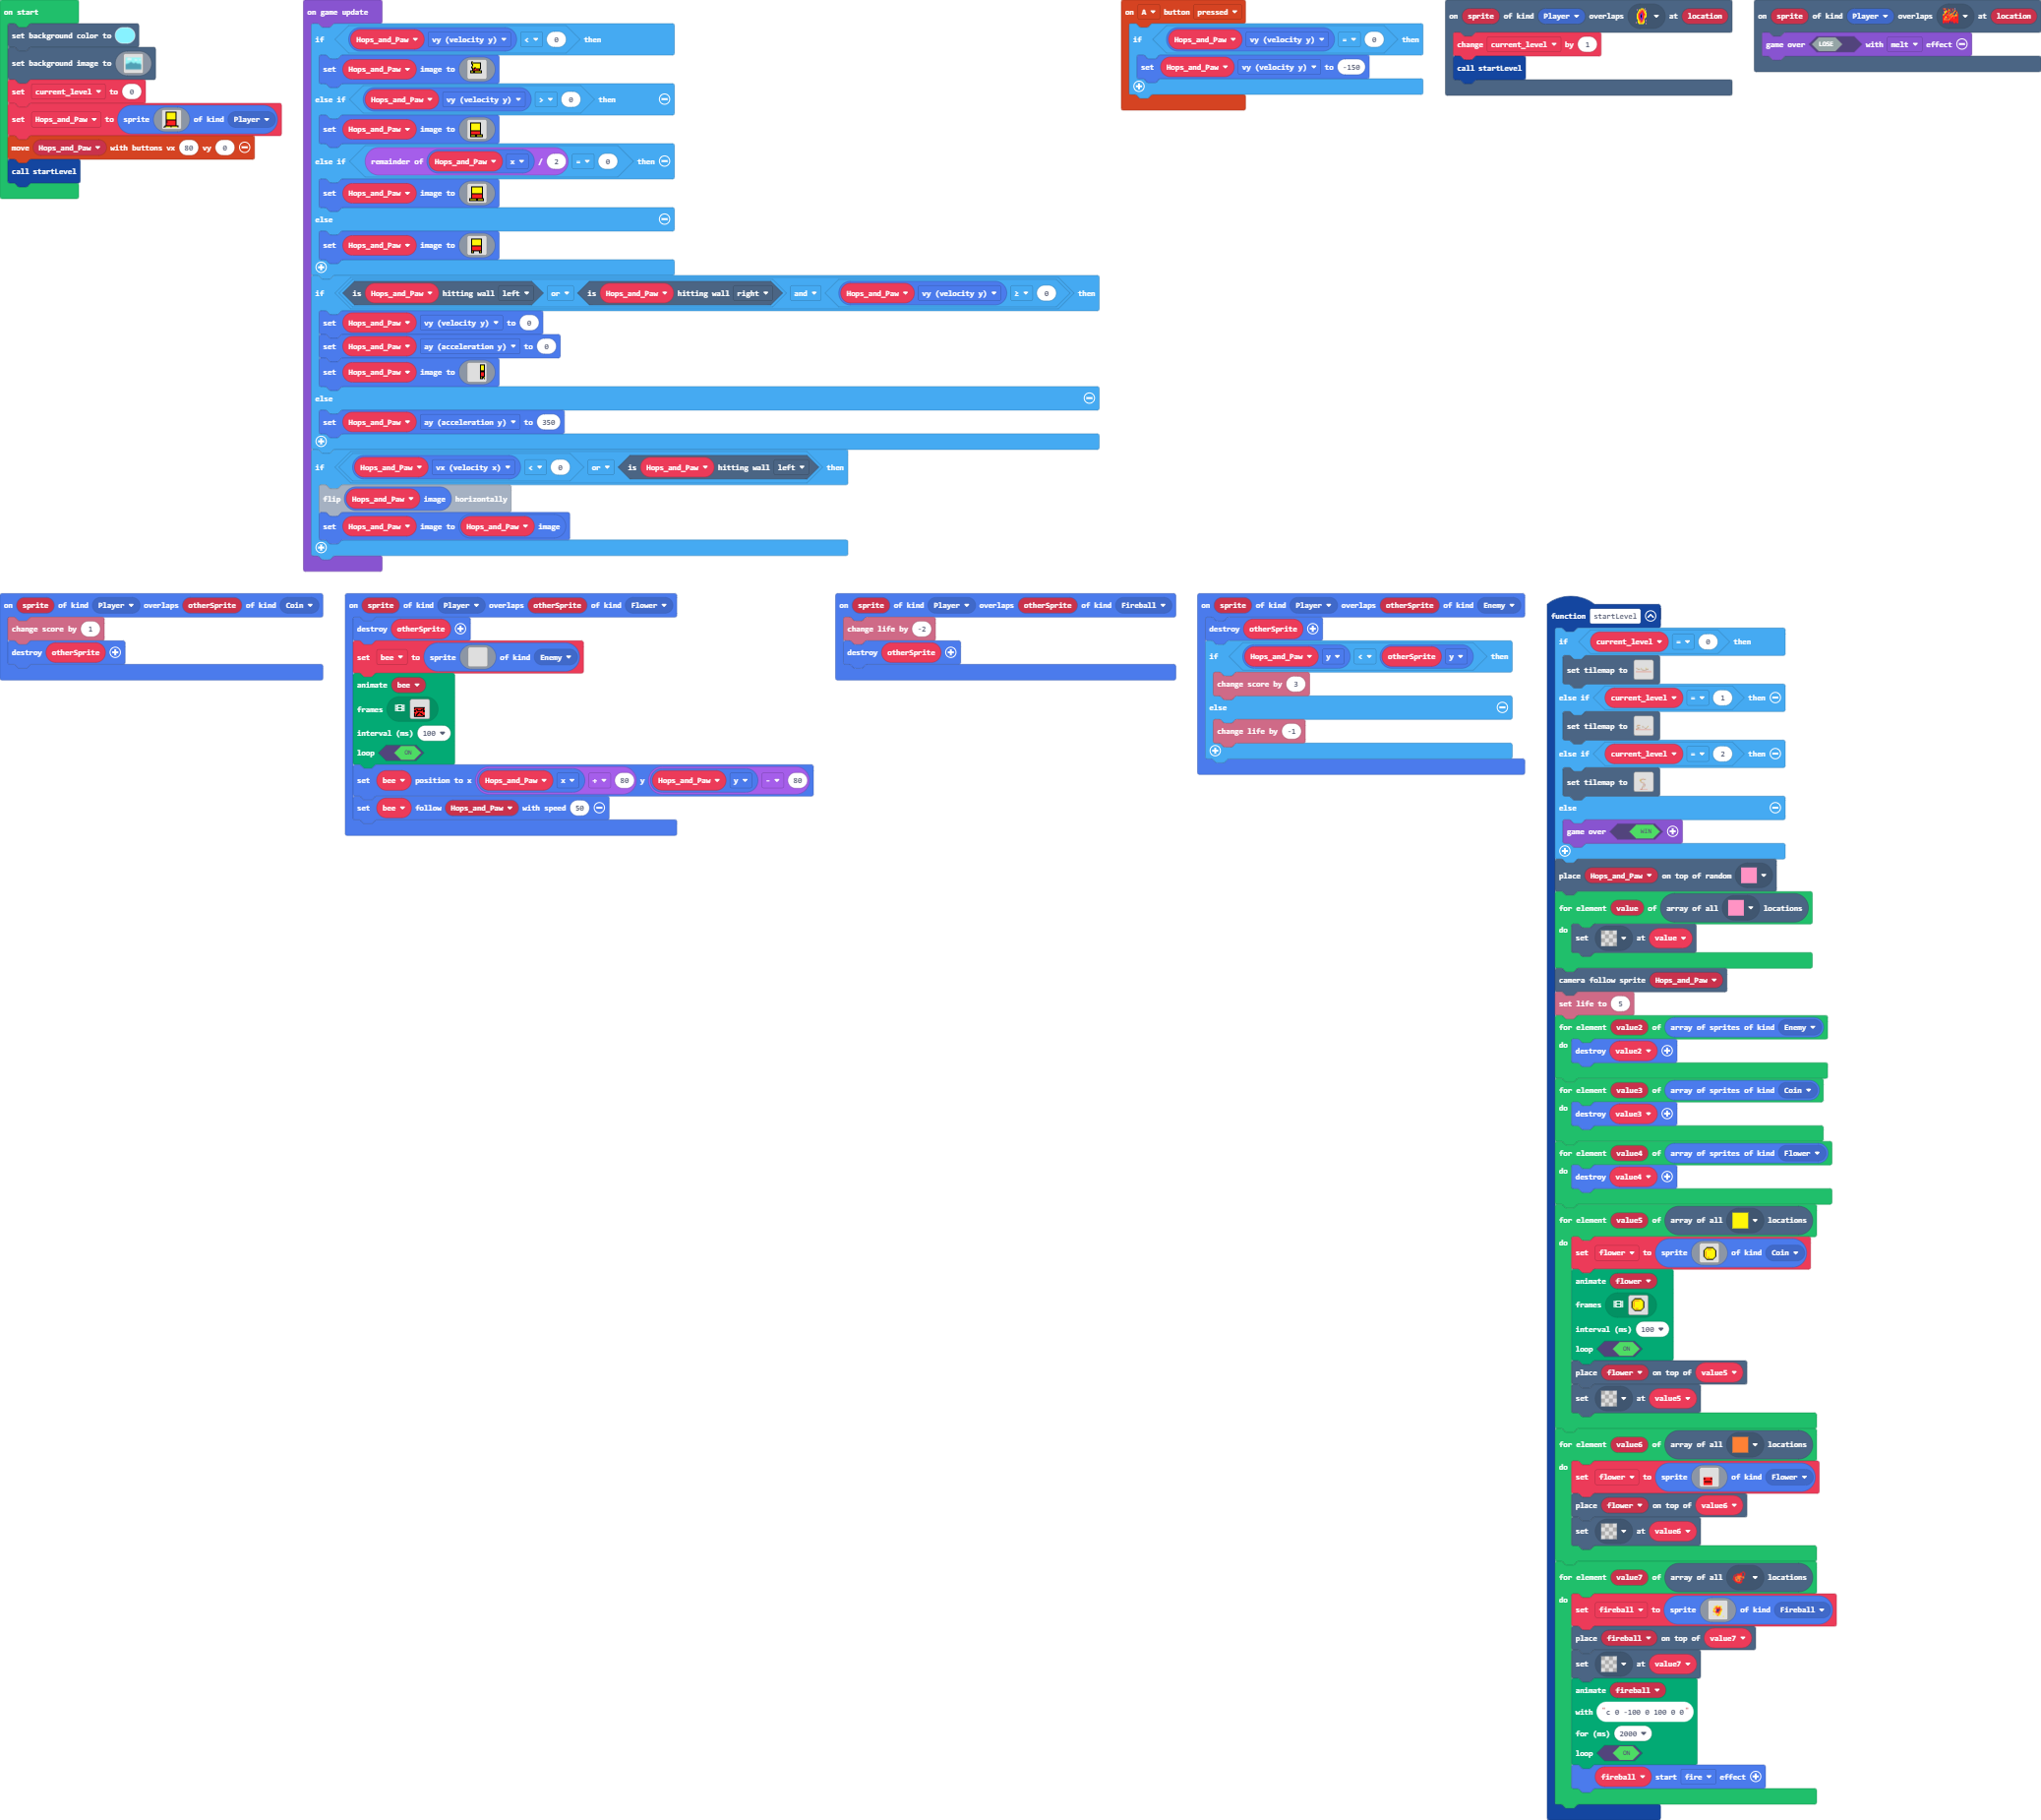 on start
set background color to
set background image to
set current_level to 0
set Hops_and_Paw to sprite of kind Player
move Hops_and_Paw with buttons vx 80 vy 0
call startLevel
on game update
if Hops_and_Paw vy (velocity y) < 0 then
set Hops_and_Paw image to
else if Hops_and_Paw vy (velocity y) > 0 then
set Hops_and_Paw image to
else if remainder of Hops_and_Paw x / 2 = 0 then
set Hops_and_Paw image to
else
set Hops_and_Paw image to
if is Hops_and_Paw hitting wall left or is Hops_and_Paw hitting wall right and Hops_and_Paw vy (velocity y) ≥ 0 then
set Hops_and_Paw vy (velocity y) to 0
set Hops_and_Paw ay (acceleration y) to 0
set Hops_and_Paw image to
else
set Hops_and_Paw ay (acceleration y) to 350
if Hops_and_Paw vx (velocity x) < 0 or is Hops_and_Paw hitting wall left then
flip Hops_and_Paw image horizontally
set Hops_and_Paw image to Hops_and_Paw image
on A button pressed
if Hops_and_Paw vy (velocity y) = 0 then
set Hops_and_Paw vy (velocity y) to -150
on sprite of kind Player overlaps at location
change current_level by 1
call startLevel
on sprite of kind Player overlaps at location
game over LOSE with melt effect
on sprite of kind Player overlaps otherSprite of kind Coin
change score by 1
destroy otherSprite
on sprite of kind Player overlaps otherSprite of kind Flower
destroy otherSprite
set bee to sprite of kind Enemy
animate bee
frames
interval (ms) 100
loop ON
set bee position to x Hops_and_Paw x + 80 y Hops_and_Paw y - 80
set bee follow Hops_and_Paw with speed 50
on sprite of kind Player overlaps otherSprite of kind Fireball
change life by -2
destroy otherSprite
on sprite of kind Player overlaps otherSprite of kind Enemy
destroy otherSprite
if Hops_and_Paw y < otherSprite y then
change score by 3
else
change life by -1
function startLevel
if current_level = 0 then
set tilemap to
else if current_level = 1 then
set tilemap to
else if current_level = 2 then
set tilemap to
else
game over WIN
place Hops_and_Paw on top of random
for element value of array of all locations
do set at value
camera follow sprite Hops_and_Paw
set life to 5
for element value2 of array of sprites of kind Enemy
do destroy value2
for element value3 of array of sprites of kind Coin
do destroy value3
for element value4 of array of sprites of kind Flower
do destroy value4
for element value5 of array of all locations
do set flower to sprite of kind Coin
animate flower
frames
interval (ms) 100
loop ON
place flower on top of value5
set at value5
for element value6 of array of all locations
do set flower to sprite of kind Flower
place flower on top of value6
set at value6
for element value7 of array of all locations
do set fireball to sprite of kind Fireball
place fireball on top of value7
set at value7
animate fireball
with "c 0 -100 0 100 0 0"
for (ms) 2000
loop ON
fireball start fire effect